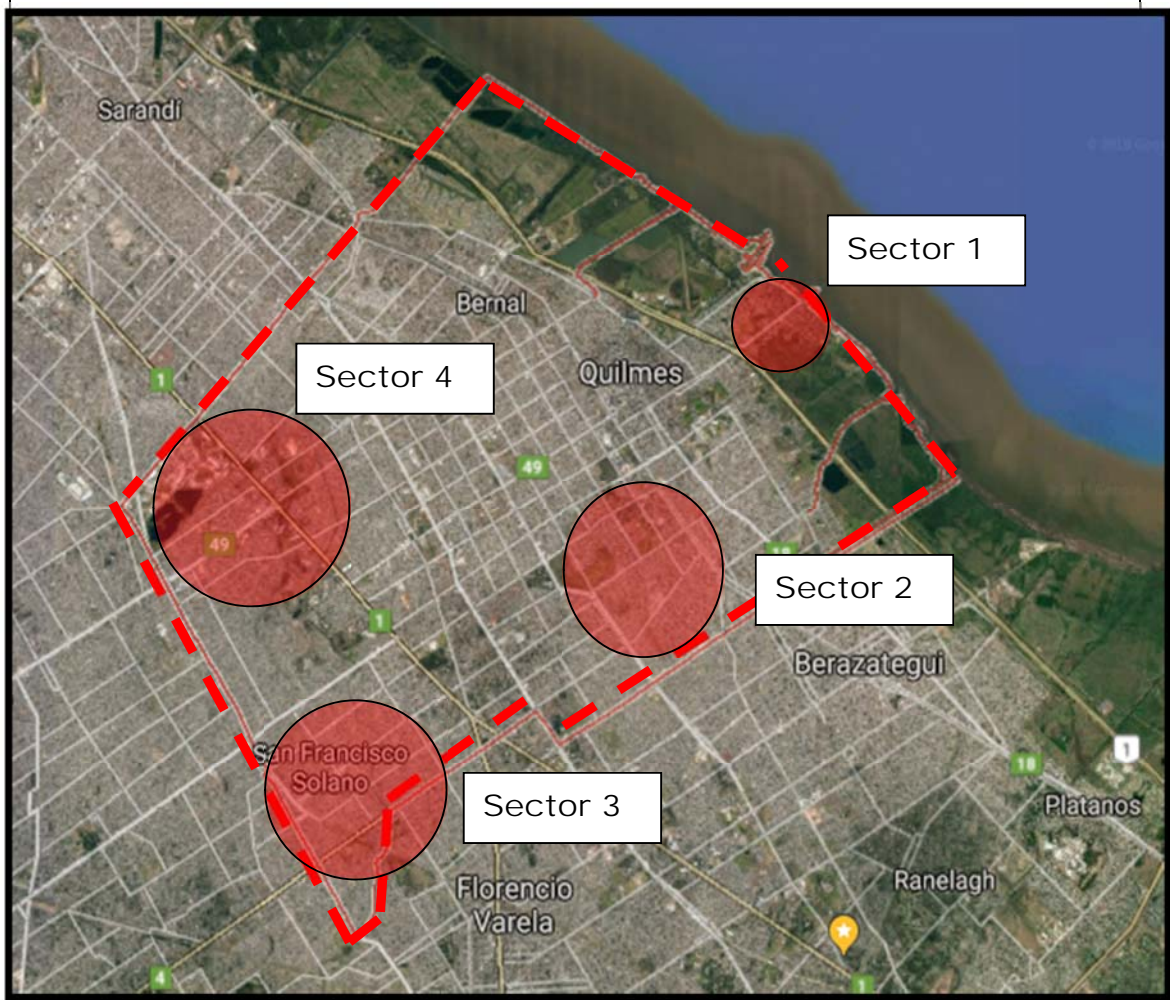 Sarandí
Sector 1
Bernal
Quilmes
Sector 4
1
49
49
Sector 2
1
Berazategui
San Francisco
Solano
1
18
Sector 3
Platanos
Florencio
Varela
Ranelagh
4
1